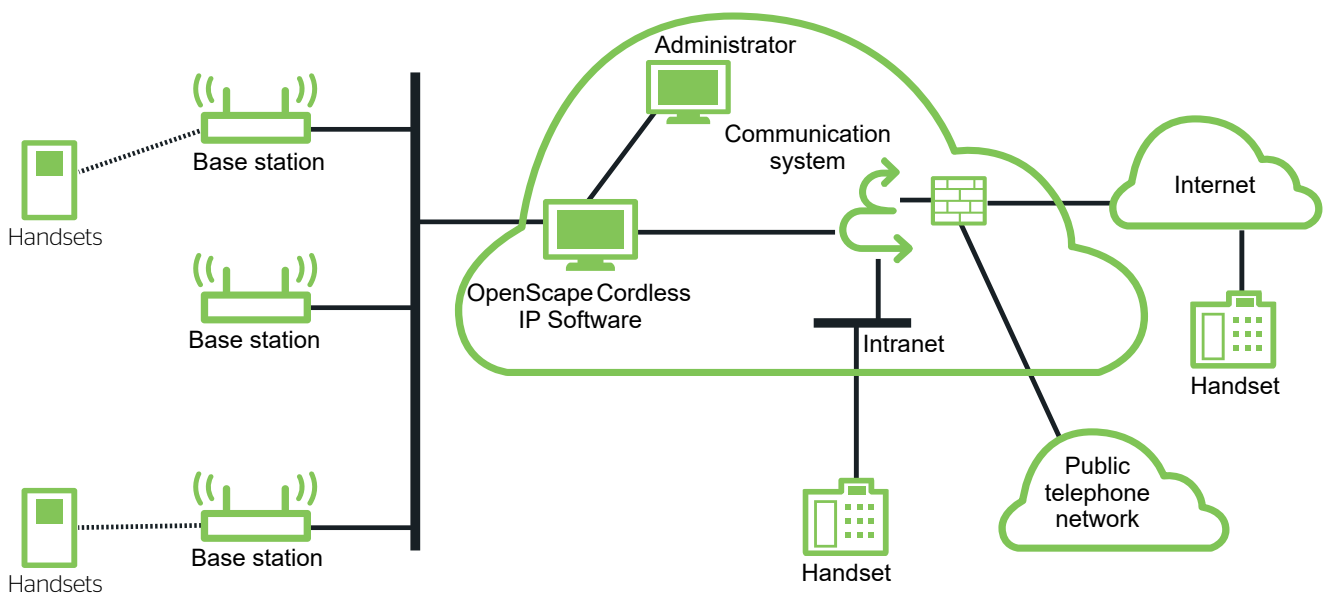 Administrator
Communication
system
Base station
Internet
Handsets
OpenScape Cordless
IP Software
Base station
Intranet
Handset
Public
telephone
network
Base station
Handset
Handsets